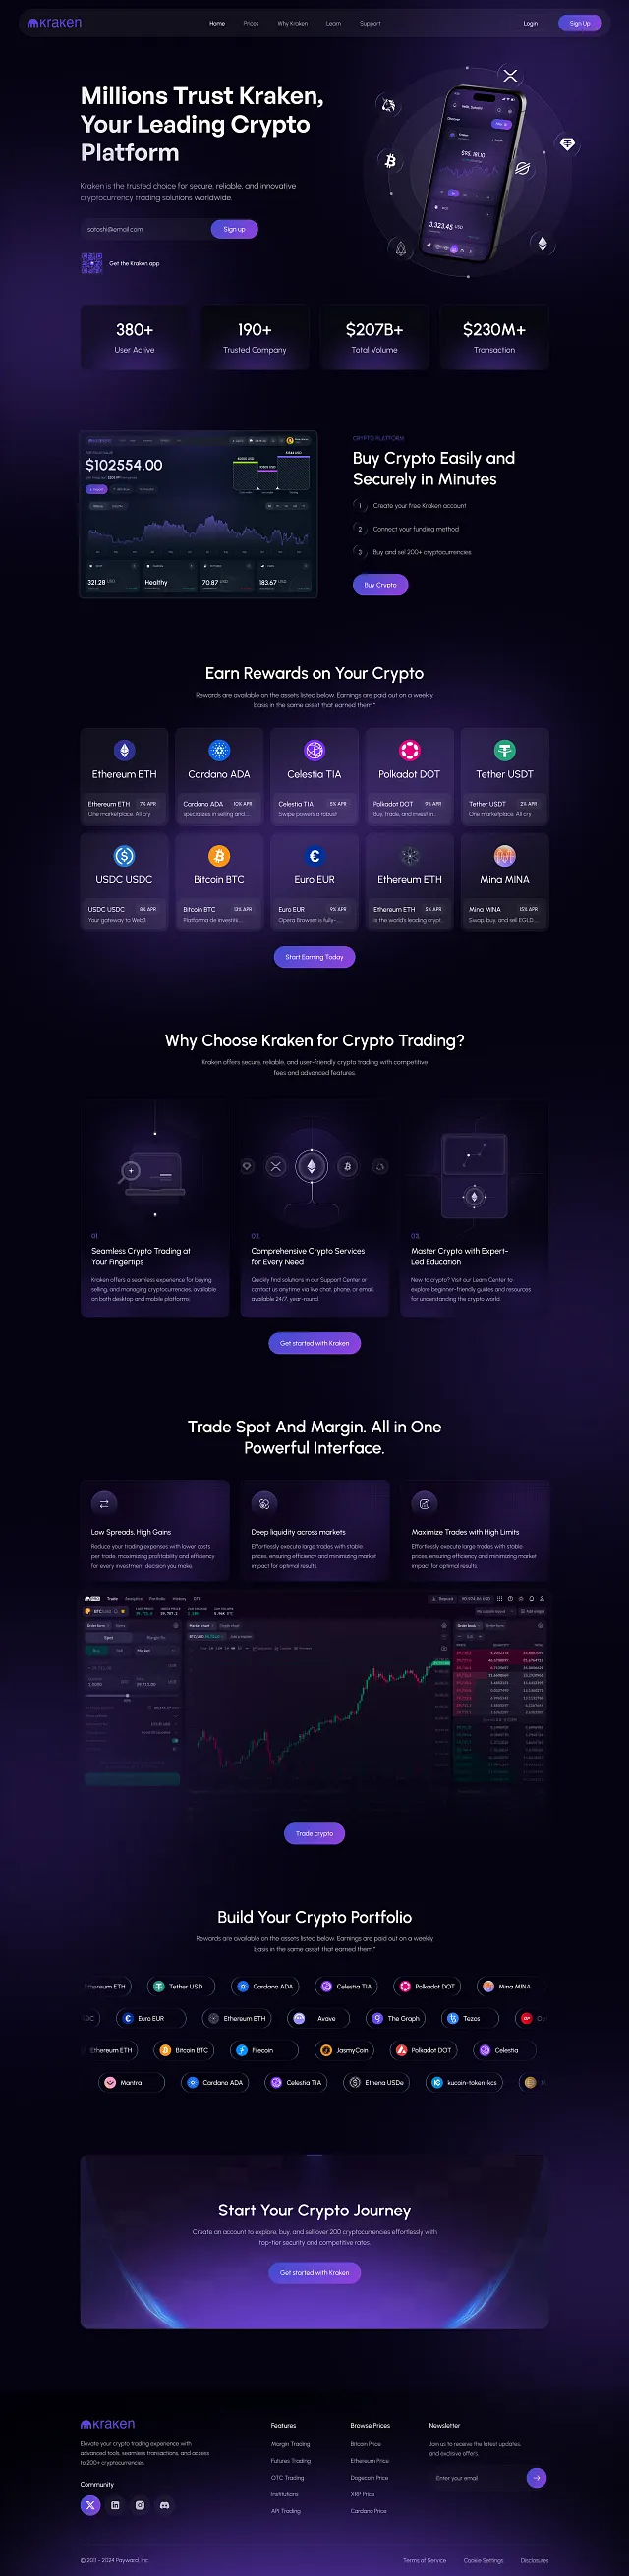 kraken
Home
Prices
Why Kraken
Learn
Support
Login
Sign Up
Millions Trust Kraken,
Your Leading Crypto
Platform
Kraken is the trusted choice for secure, reliable, and innovative
cryptocurrency trading solutions worldwide.
satoshi@email.com
Sign up
Get the Kraken app
380+
User Active
190+
Trusted Company
$207B+
Total Volume
$230M+
Transaction
$102554.00
321.28 USD
Healthy
70.87 USD
183.67 USD
CRYPTO PLATFORM
Buy Crypto Easily and
Securely in Minutes
1 Create your free Kraken account
2 Connect your funding method
3 Buy and sell 200+ cryptocurrencies
Buy Crypto
Earn Rewards on Your Crypto
Rewards are available on the assets listed below. Earnings are paid out on a weekly
basis in the same asset that earned them.*
Ethereum ETH
Ethereum ETH 7% APR
One marketplace. All cry
Cardano ADA
Cardano ADA 10% APR
specializes in selling and...
Celestia TIA
Celestia TIA 5% APR
Swipe powers a robust
Polkadot DOT
Polkadot DOT 9% APR
Buy, trade, and invest in...
Tether USDT
Tether USDT 2% APR
One marketplace. All cry
USDC USDC
USDC USDC 8% APR
Your gateway to Web3
Bitcoin BTC
Bitcoin BTC 13% APR
Platforma de investiti...
Euro EUR
Euro EUR 9% APR
Opera Browser is fully-...
Ethereum ETH
Ethereum ETH 5% APR
is the world's leading crypt...
Mina MINA
Mina MINA 15% APR
Swap, buy, and sell EGLD...
Start Earning Today
Why Choose Kraken for Crypto Trading?
Kraken offers secure, reliable, and user-friendly crypto trading with competitive
fees and advanced features.
01.
Seamless Crypto Trading at
Your Fingertips
Kraken offers a seamless experience for buying,
selling, and managing cryptocurrencies, available
on both desktop and mobile platforms.
02.
Comprehensive Crypto Services
for Every Need
Quickly find solutions in our Support Center or
contact us anytime via live chat, phone, or email,
available 24/7, year-round.
03.
Master Crypto with Expert-
Led Education
New to crypto? Visit our Learn Center to
explore beginner-friendly guides and resources
for understanding the crypto world.
Get started with Kraken
Trade Spot And Margin. All in One
Powerful Interface.
Low Spreads, High Gains
Reduce your trading expenses with lower costs
per trade, maximizing profitability and efficiency
for every investment decision you make.
Deep liquidity across markets
Effortlessly execute large trades with stable
prices, ensuring efficiency and minimizing market
impact for optimal results.
Maximize Trades with High Limits
Effortlessly execute large trades with stable
prices, ensuring efficiency and minimizing market
impact for optimal results.
Trade
Portfolio
History
Spot
Buy
Sell
Market
Trade crypto
Build Your Crypto Portfolio
Rewards are available on the assets listed below. Earnings are paid out on a weekly
basis in the same asset that earned them.*
Ethereum ETH
Tether USD
Cardano ADA
Celestia TIA
Polkadot DOT
Mina MINA
Euro EUR
Ethereum ETH
Avave
The Graph
Tezos
Ethereum ETH
Bitcoin BTC
Filecoin
JasmyCoin
Polkadot DOT
Celestia
Mantra
Cardano ADA
Celestia TIA
Ethena USDe
kucoin-token-kcs
Start Your Crypto Journey
Create an account to explore, buy, and sell over 200 cryptocurrencies effortlessly with
top-tier security and competitive rates.
Get started with Kraken
kraken
Elevate your crypto trading experience with
advanced tools, seamless transactions, and access
to 200+ cryptocurrencies.
Community
Features
Margin Trading
Futures Trading
OTC Trading
Institutions
API Trading
Browse Prices
Bitcoin Price
Ethereum Price
Dogecoin Price
XRP Price
Cardano Price
Newsletter
Join us to receive the latest updates,
and exclisive offers.
Enter your email
© 2011 - 2024 Payward, Inc.
Terms of Service
Cookie Settings
Disclosures